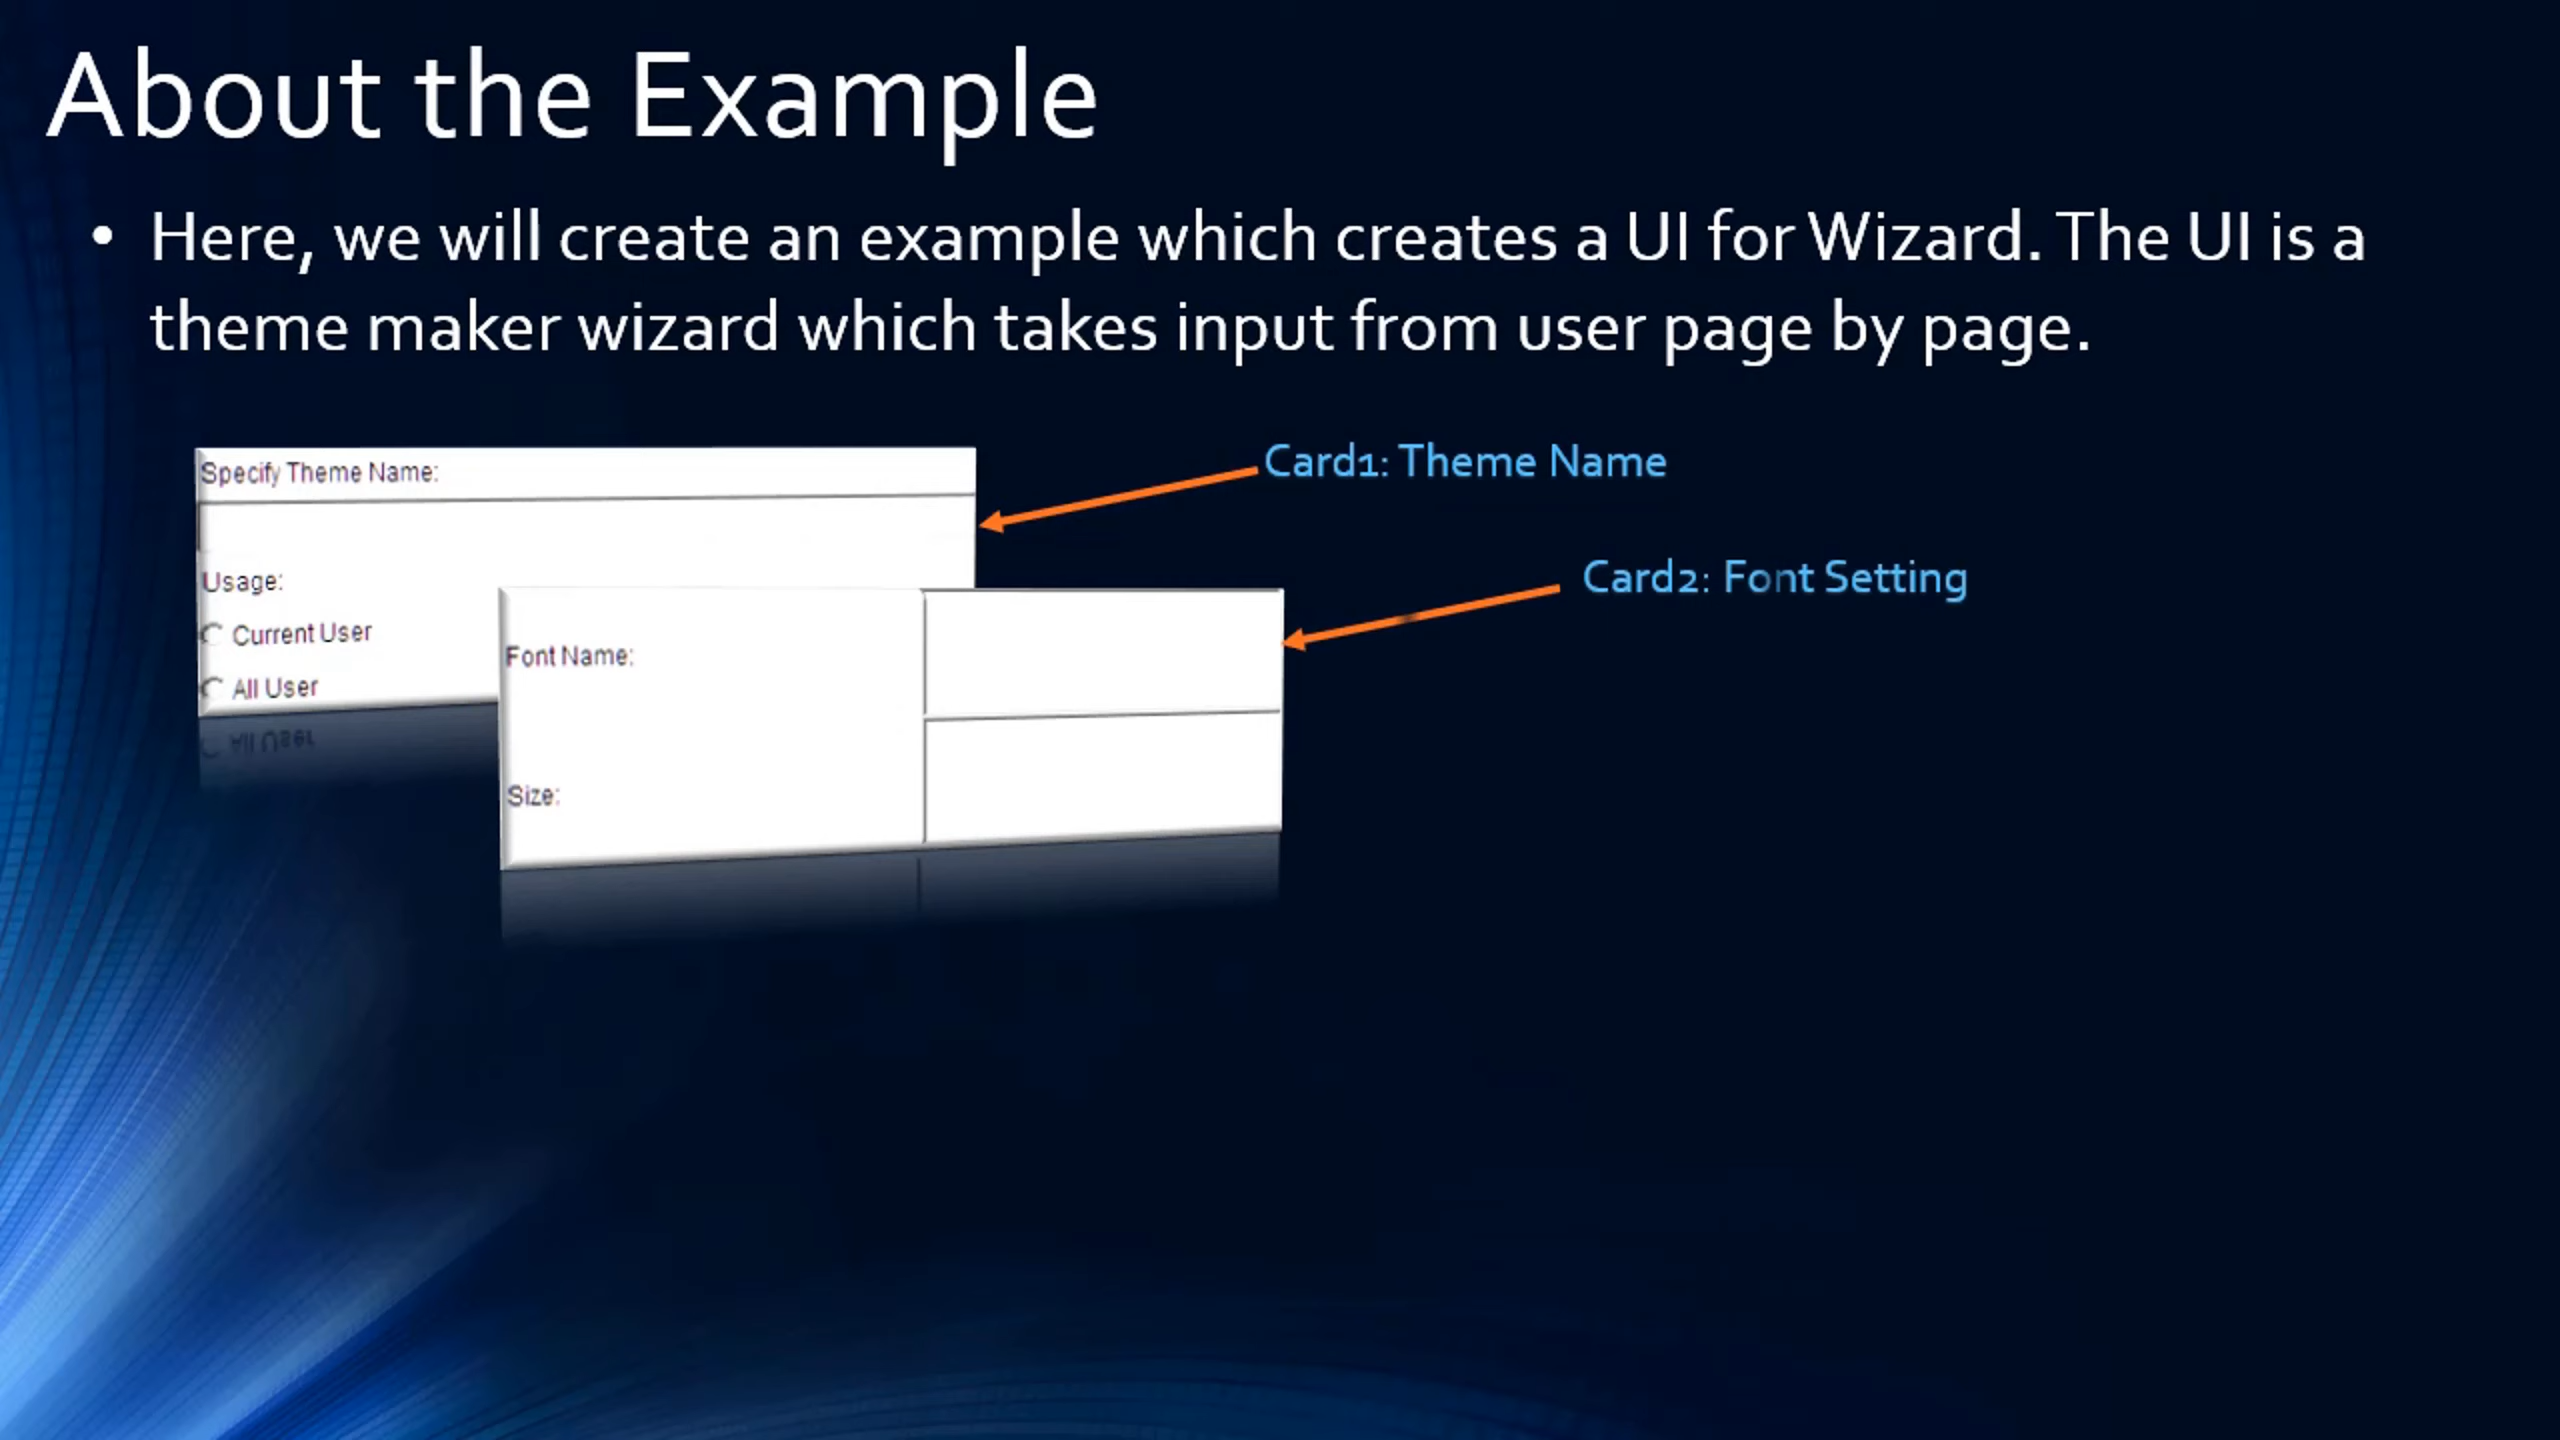 About the Example
• Here, we will create an example which creates a UI for Wizard. The UI is a
theme maker wizard which takes input from user page by page.
Specify Theme Name:
Card1: Theme Name
Usage:
Current User
All User
Card2: Font Setting
Font Name:
Size: